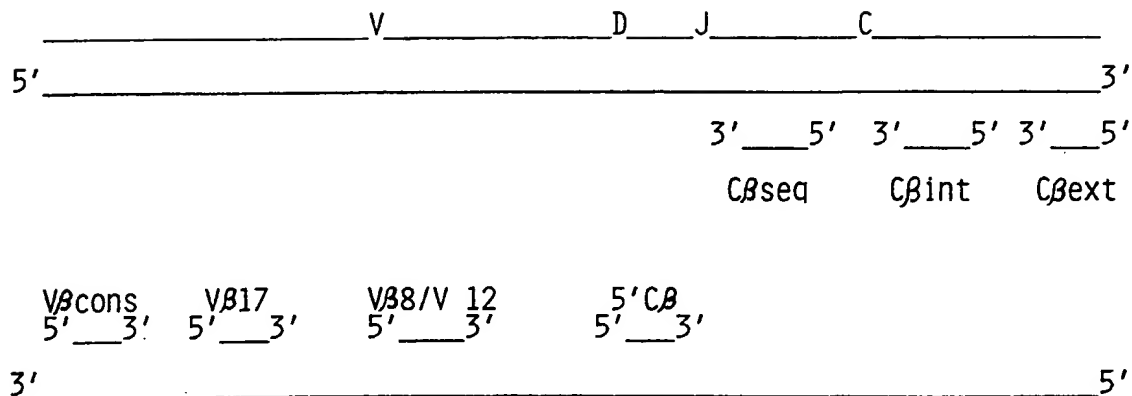 V D J C
5′ 3′
3′ 5′ 3′ 5′ 3′ 5′
Cβseq Cβint Cβext
Vβcons Vβ17 Vβ8/V 12 5′Cβ
5′ 3′ 5′ 3′ 5′ 3′ 5′ 3′
3′ 5′